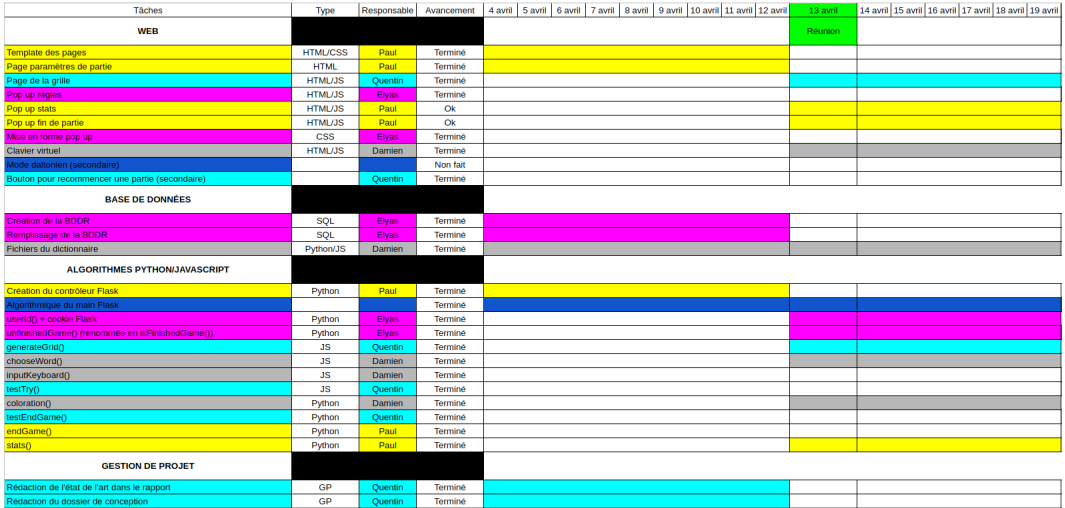 Tâches Type Responsable Avancement 4 avril 5 avril 6 avril 7 avril 8 avril 9 avril 10 avril 11 avril 12 avril 13 avril 14 avril 15 avril 16 avril 17 avril 18 avril 19 avril
WEB Réunion
Template des pages HTML/CSS Paul Terminé
Page paramètres de partie HTML Paul Terminé
Page de la grille HTML/JS Quentin Terminé
Pop up règles HTML/JS Elyas Terminé
Pop up stats HTML/JS Paul Ok
Pop up fin de partie HTML/JS Paul Ok
Mise en forme pop up CSS Elyas Terminé
Clavier virtuel HTML/JS Damien Terminé
Mode daltonien (secondaire) Non fait
Bouton pour recommencer une partie (secondaire) Quentin Terminé
BASE DE DONNÉES
Création de la BDDR SQL Elyas Terminé
Remplissage de la BDDR SQL Elyas Terminé
Fichiers du dictionnaire Python/JS Damien Terminé
ALGORITHMES PYTHON/JAVASCRIPT
Création du contrôleur Flask Python Paul Terminé
Algorithmique du main Flask Terminé
userId() + cookie Flask Python Elyas Terminé
unfinishedGame() (renommée en isFinishedGame()) Python Elyas Terminé
generateGrid() JS Quentin Terminé
chooseWord() JS Damien Terminé
inputKeyboard() JS Damien Terminé
testTry() JS Quentin Terminé
coloration() Python Damien Terminé
testEndGame() Python Quentin Terminé
endGame() Python Paul Terminé
stats() Python Paul Terminé
GESTION DE PROJET
Rédaction de l'état de l'art dans le rapport GP Quentin Terminé
Rédaction du dossier de conception GP Quentin Terminé